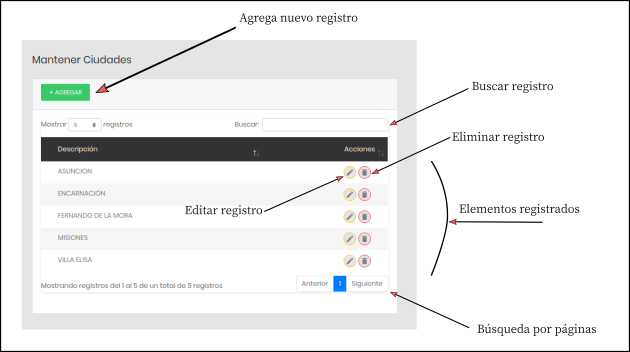 Agrega nuevo registro
Mantener Ciudades
+ AGREGAR
Buscar registro
Mostrar 5 registros
Buscar:
Eliminar registro
Descripción
Acciones
ASUNCION
ENCARNACIÓN
Elementos registrados
Editar registro
FERNANDO DE LA MORA
MISIONES
VILLA ELISA
Anterior 1 Siguiente
Mostrando registros del 1 al 5 de un total de 5 registros
Búsqueda por páginas